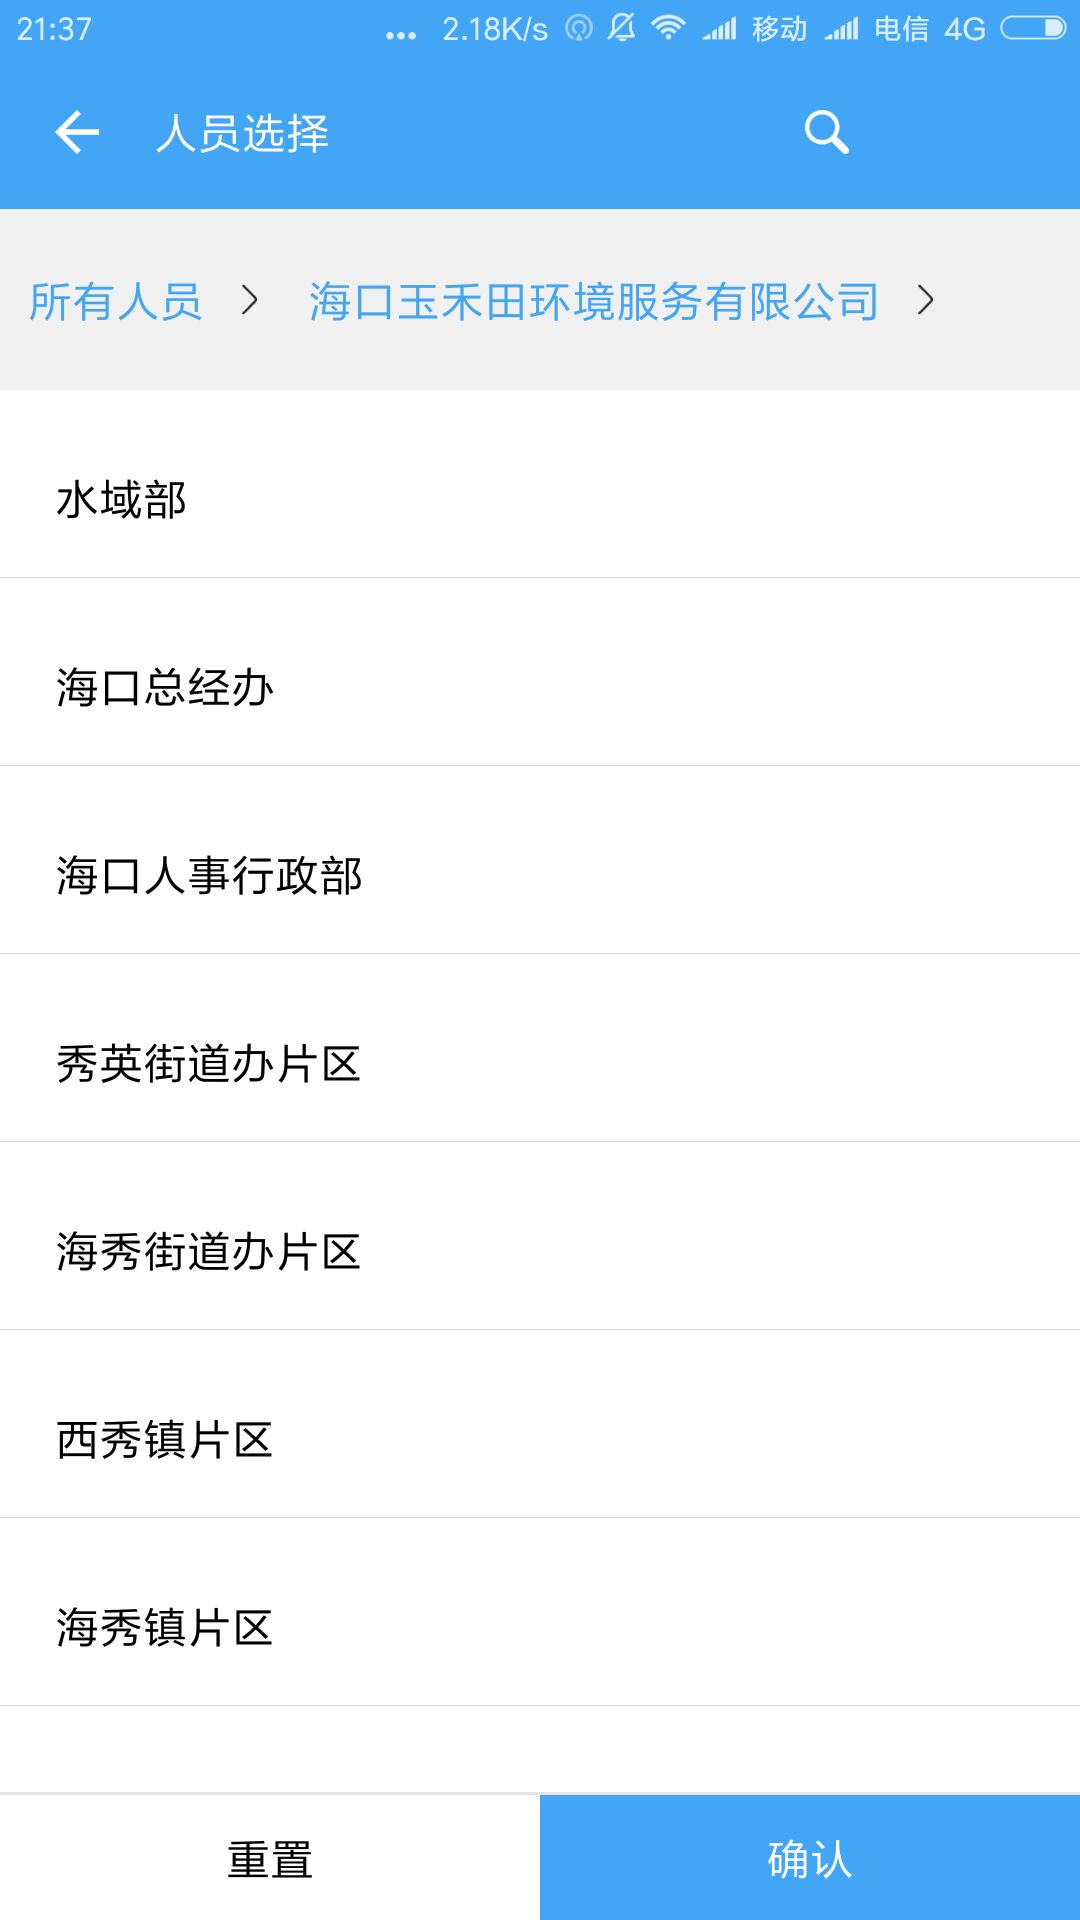 21:37 ... 2.18K/s 移动 电信 4G
人员选择
所有人员 > 海口玉禾田环境服务有限公司 >
水域部
海口总经办
海口人事行政部
秀英街道办片区
海秀街道办片区
西秀镇片区
海秀镇片区
重置 确认